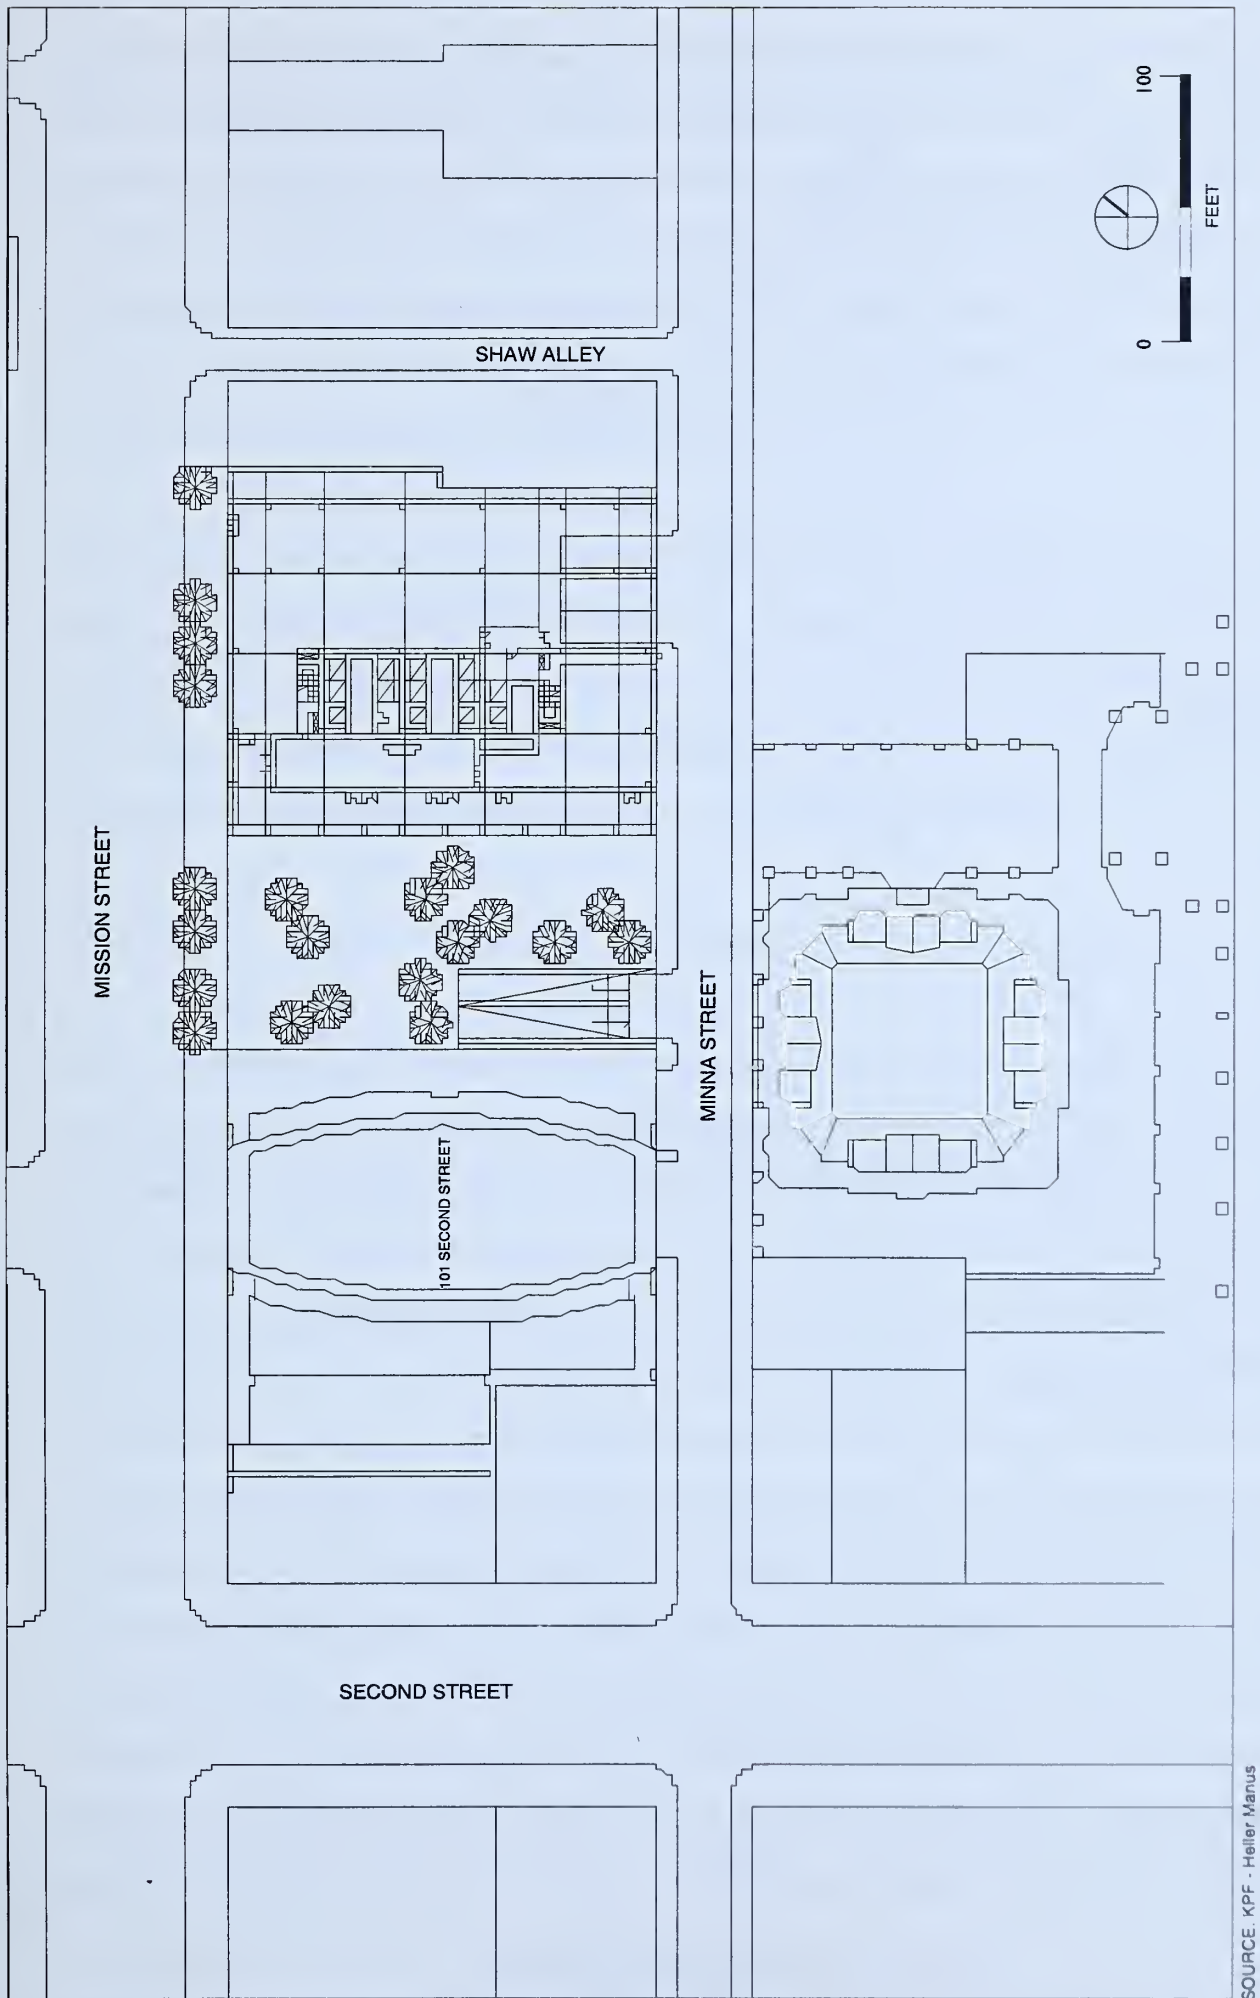 MISSION STREET
SHAW ALLEY
101 SECOND STREET
MINNA STREET
SECOND STREET
0
100
FEET
SOURCE. KPF - Heller Manus